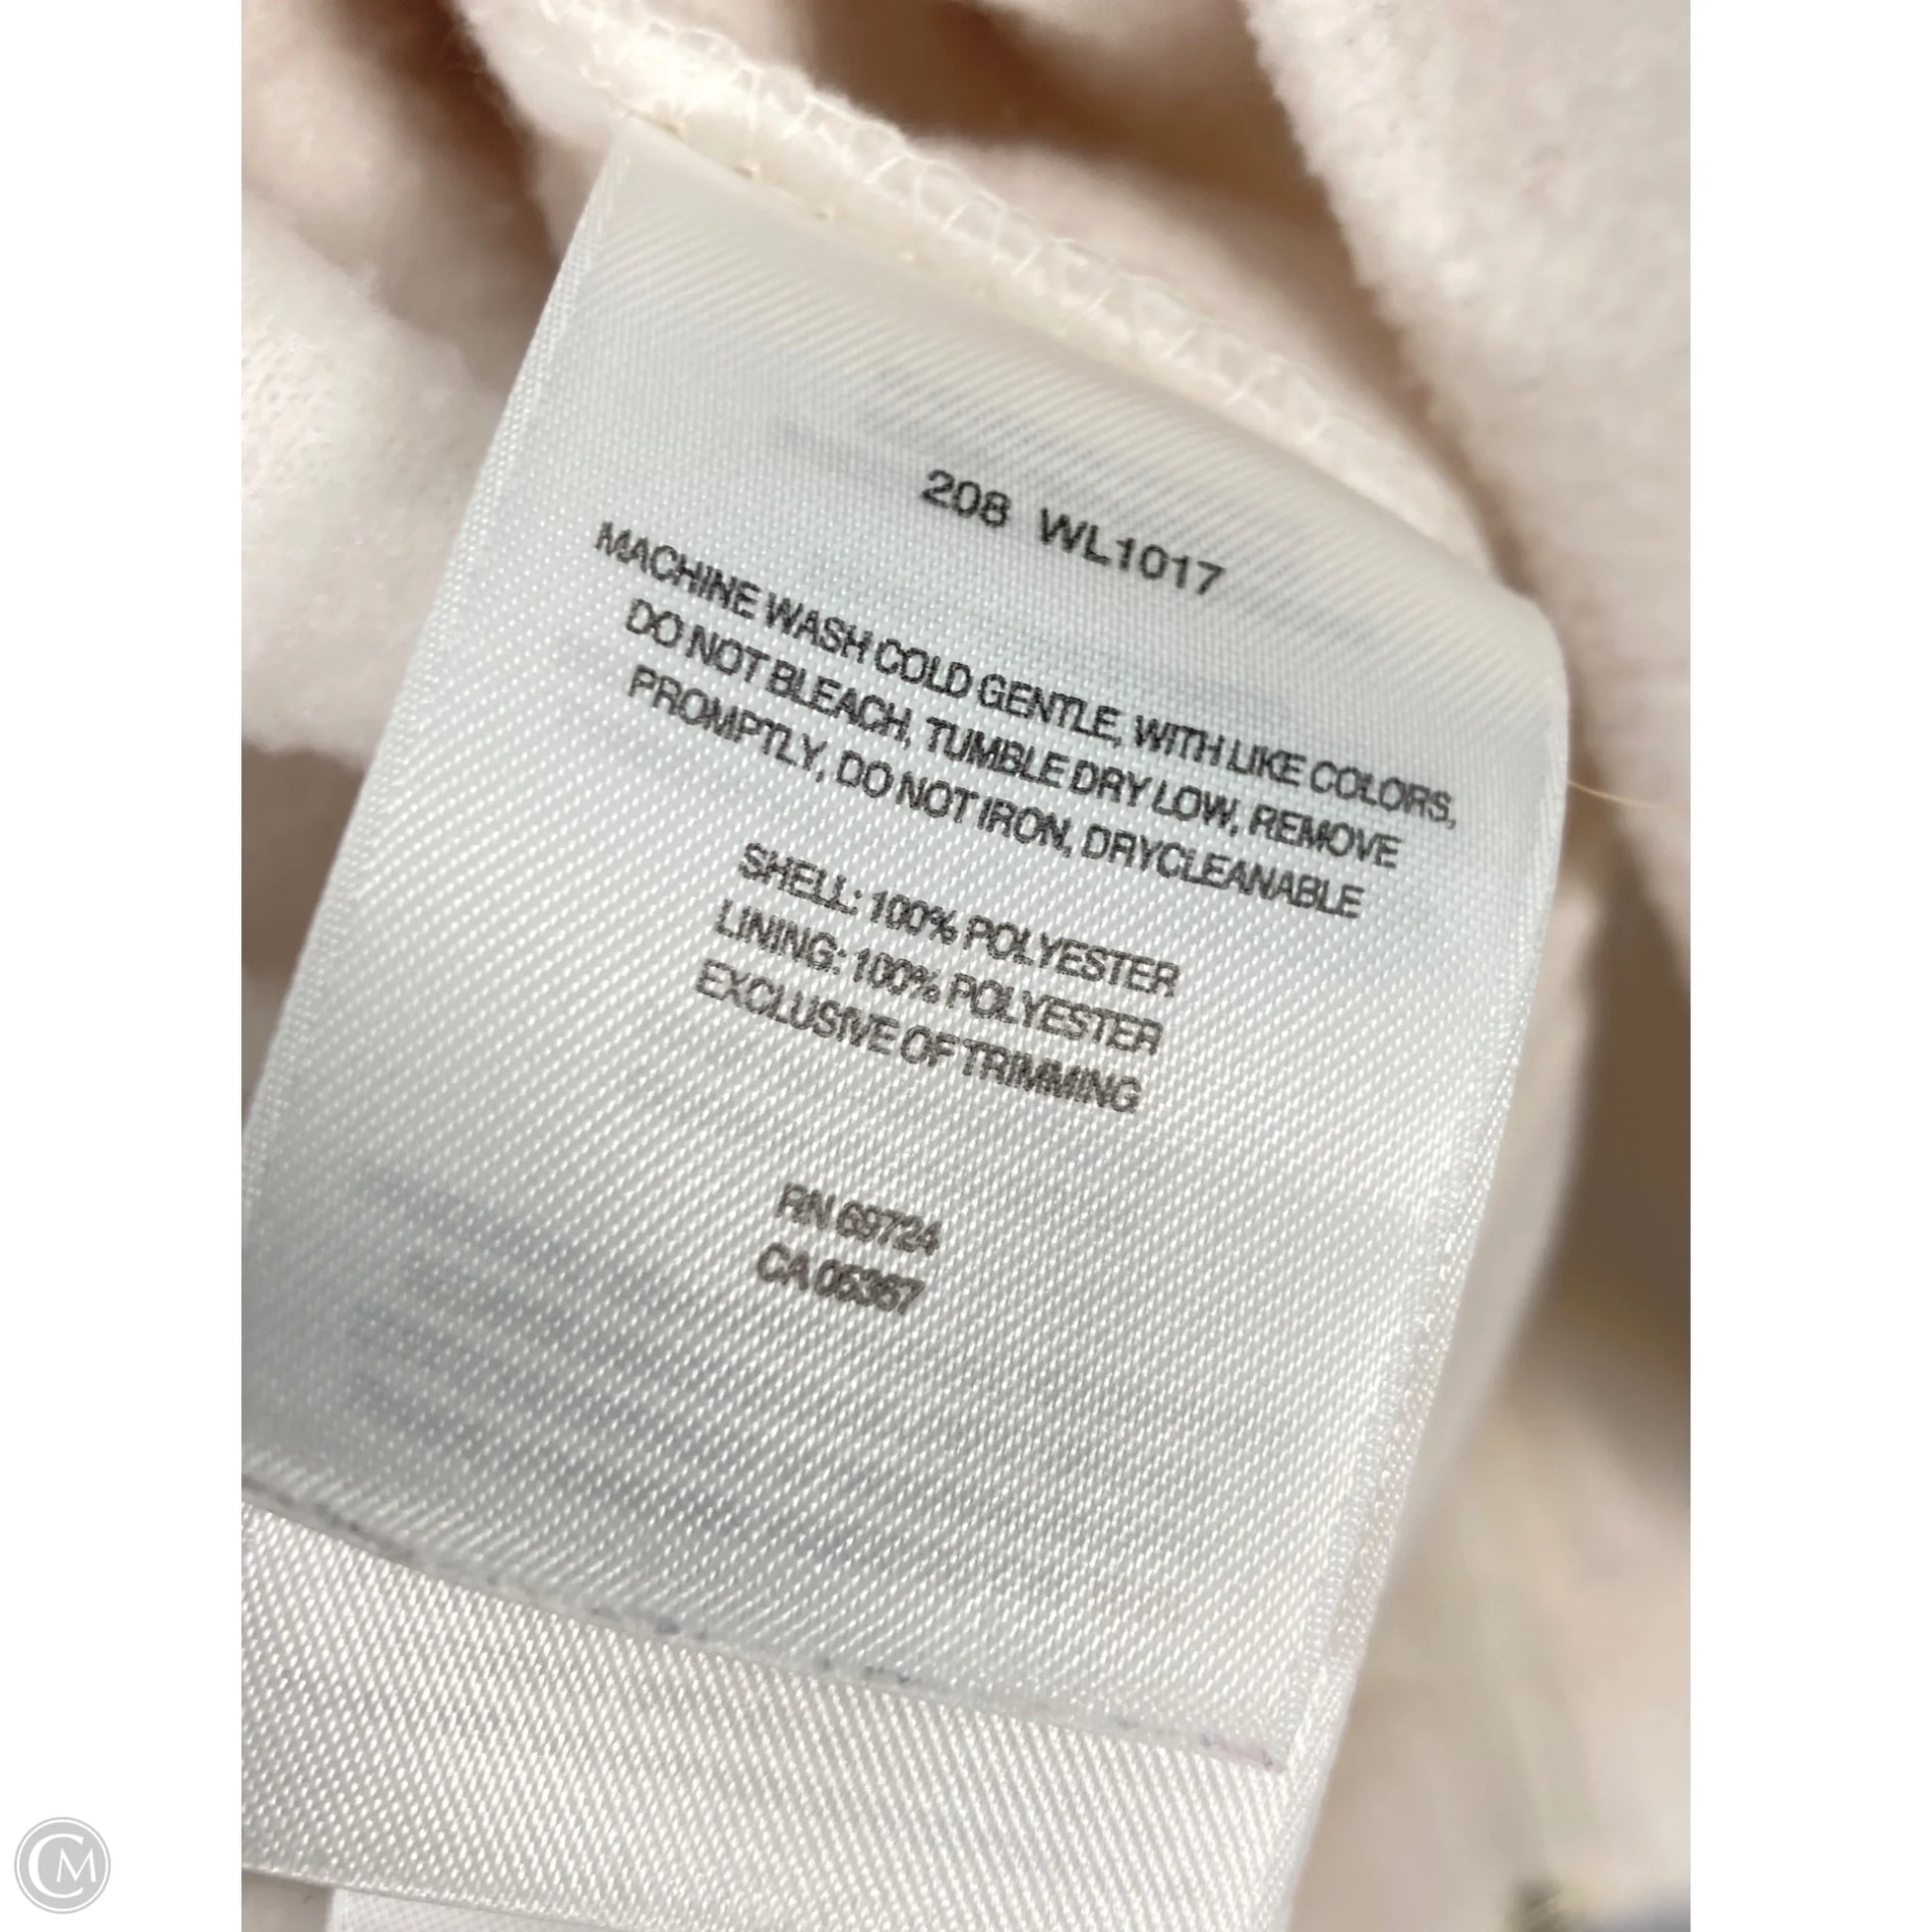 208 WL1017
MACHINE WASH COLD GENTLE, WITH LIKE COLORS,
DO NOT BLEACH, TUMBLE DRY LOW, REMOVE
PROMPTLY, DO NOT IRON, DRYCLEANABLE
SHELL: 100% POLYESTER
LINING: 100% POLYESTER
EXCLUSIVE OF TRIMMING
RN 69724
CA 05367
CM